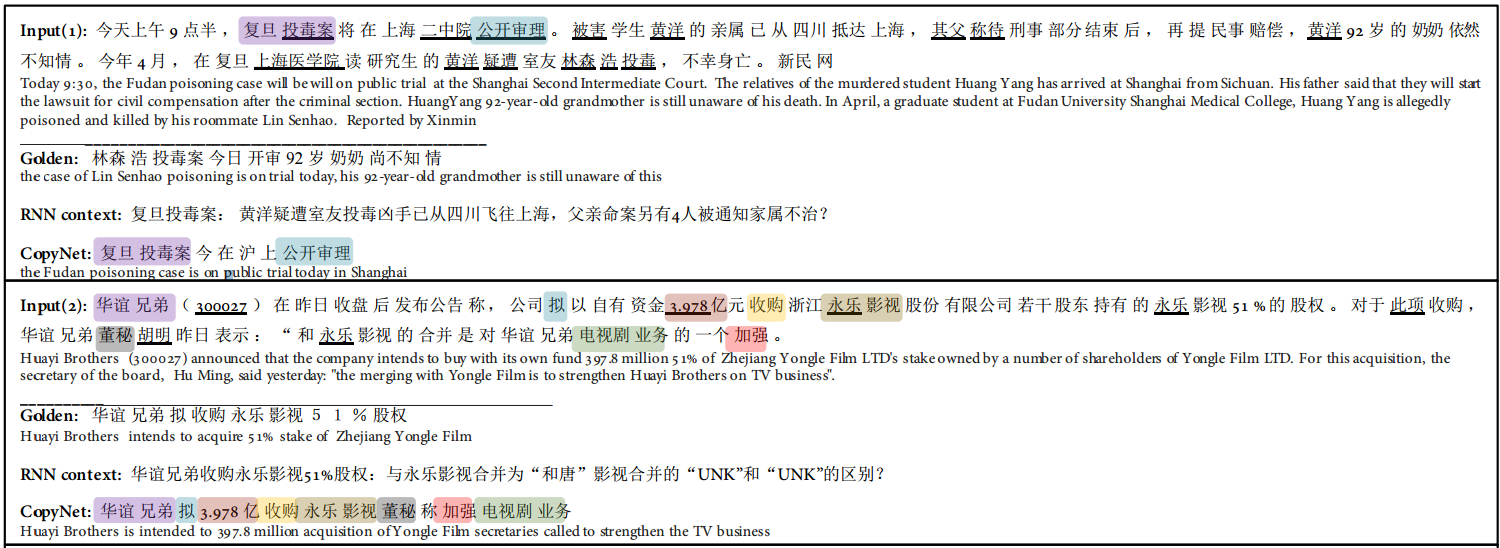 Input(1): 今天上午 9 点半 , 复旦 投毒案 将 在 上海 二中院 公开审理 。 被害 学生 黄洋 的 亲属 已 从 四川 抵达 上海 , 其父 称待 刑事 部分 结束 后 , 再 提 民事 赔偿 , 黄洋 92 岁 的 奶奶 依然
不知情 。 今年 4 月 , 在 复旦 上海医学院 读 研究生 的 黄洋 疑遭 室友 林森 浩 投毒 , 不幸 身亡 。 新民 网
Today 9:30, the Fudan poisoning case will be will on public trial at the Shanghai Second Intermediate Court. The relatives of the murdered student Huang Yang has arrived at Shanghai from Sichuan. His father said that they will start
the lawsuit for civil compensation after the criminal section. HuangYang 92-year-old grandmother is still unaware of his death. In April, a graduate student at Fudan University Shanghai Medical College, Huang Yang is allegedly
poisoned and killed by his roommate Lin Senhao. Reported by Xinmin
Golden: 林森 浩 投毒案 今日 开审 92 岁 奶奶 尚不知 情
the case of Lin Senhao poisoning is on trial today, his 92-year-old grandmother is still unaware of this
RNN context: 复旦投毒案: 黄洋疑遭室友投毒凶手已从四川飞往上海, 父亲命案另有4人被通知家属不治?
CopyNet: 复旦 投毒案 今 在 沪 上 公开审理
the Fudan poisoning case is on public trial today in Shanghai
Input(2): 华谊 兄弟 ( 300027 ) 在 昨日 收盘 后 发布 公告 称 , 公司 拟 以 自有 资金 3.978 亿元 收购 浙江 永乐 影视 股份 有限公司 若干 股东 持有 的 永乐 影视 51 % 的 股权 。 对于 此项 收购 ,
华谊 兄弟 董秘 胡明 昨日 表示 : “ 和 永乐 影视 的 合并 是 对 华谊 兄弟 电视剧 业务 的 一个 加强 。
Huayi Brothers (300027) announced that the company intends to buy with its own fund 397.8 million 51% of Zhejiang Yongle Film LTD's stake owned by a number of shareholders of Yongle Film LTD. For this acquisition, the
secretary of the board, Hu Ming, said yesterday: "the merging with Yongle Film is to strengthen Huayi Brothers on TV business".
Golden: 华谊 兄弟 拟 收购 永乐 影视 5 1 % 股权
Huayi Brothers intends to acquire 51% stake of Zhejiang Yongle Film
RNN context: 华谊兄弟收购永乐影视51%股权: 与永乐影视合并为“和唐”影视合并的“UNK”和“UNK”的区别?
CopyNet: 华谊 兄弟 拟 3.978 亿 收购 永乐 影视 董秘 称 加强 电视剧 业务
Huayi Brothers is intended to 397.8 million acquisition of Yongle Film secretaries called to strengthen the TV business